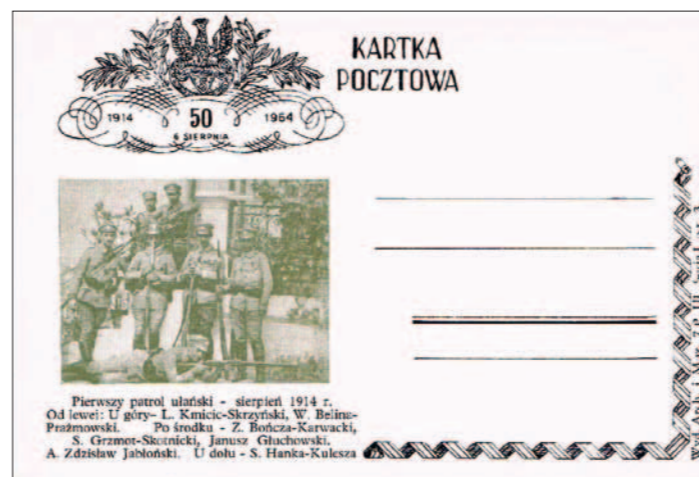 KARTKA
POCZTOWA
1914 50 1964
6 SIERPNIA
Pierwszy patrol ułański - sierpień 1914 r.
Od lewei: U góry– L. Kmicic-Skrzyński, W. Belina-
Prażmowski. Po środku - Z. Bończa-Karwacki,
S. Grzmot-Skotnicki, Janusz Głuchowski.
A. Zdzisław Jabłoński. U dołu - S. Hanka-Kulesza